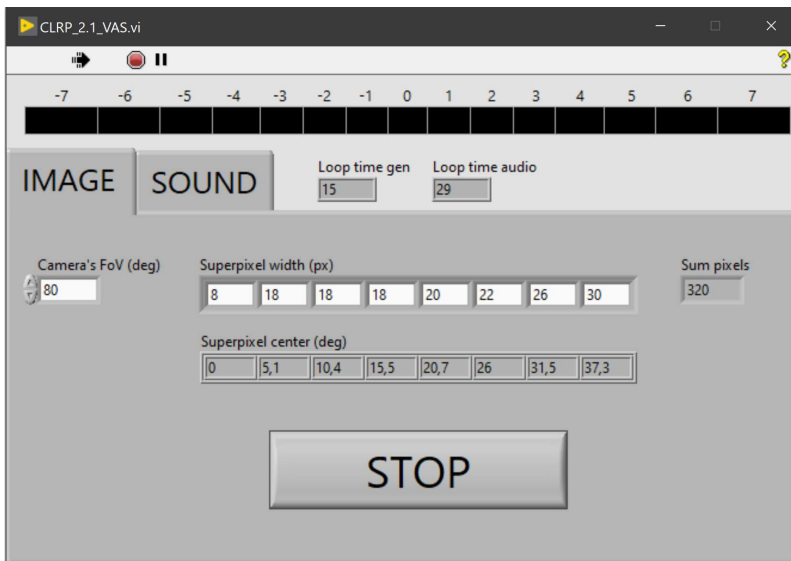 CLRP_2.1_VAS.vi
-7 -6 -5 -4 -3 -2 -1 0 1 2 3 4 5 6 7
IMAGE SOUND
Loop time gen Loop time audio
15 29
Camera's FoV (deg) Superpixel width (px) Sum pixels
80 8 18 18 18 20 22 26 30 320
Superpixel center (deg)
0 5,1 10,4 15,5 20,7 26 31,5 37,3
STOP